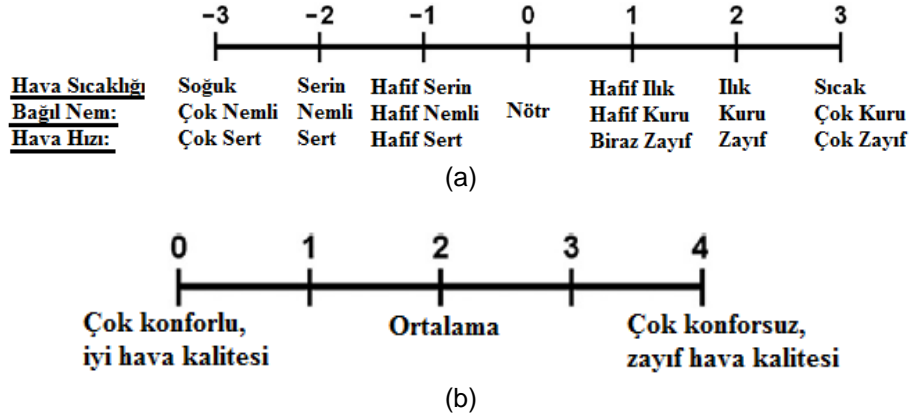 −3 −2 −1 0 1 2 3
Hava Sıcaklığı Soğuk Serin Hafif Serin Hafif Ilık Ilık Sıcak
Bağıl Nem: Çok Nemli Nemli Hafif Nemli Nötr Hafif Kuru Kuru Çok Kuru
Hava Hızı: Çok Sert Sert Hafif Sert Biraz Zayıf Zayıf Çok Zayıf
(a)
0 1 2 3 4
Çok konforlu, Ortalama Çok konforsuz,
iyi hava kalitesi zayıf hava kalitesi
(b)